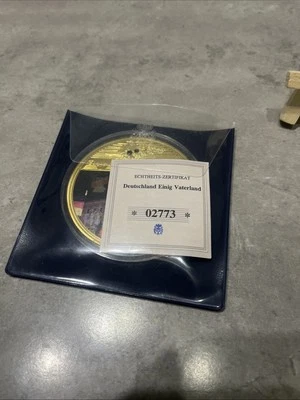 ECHTHEITS-ZERTIFIKAT
Deutschland Einig Vaterland
* 02773 *